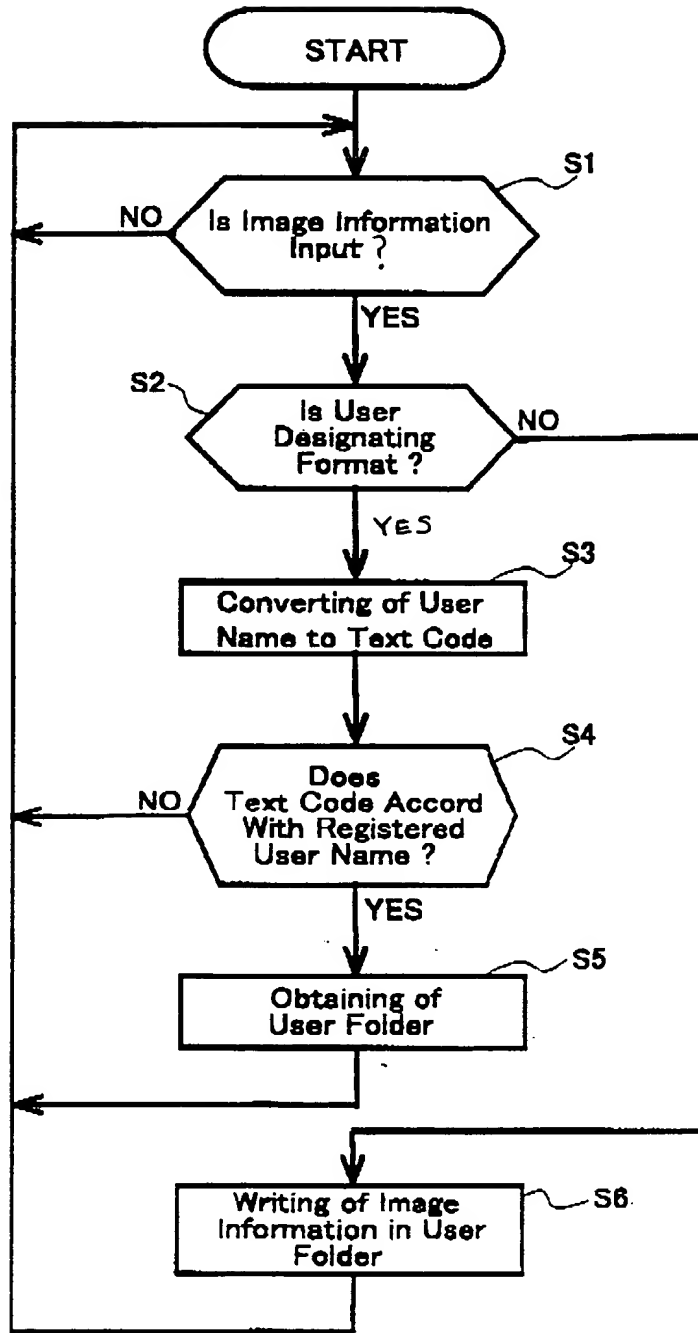 START
S1
NO
Is Image Information
Input ?
YES
S2
Is User
Designating
Format ?
NO
YES
S3
Converting of User
Name to Text Code
S4
Does
Text Code Accord
With Registered
User Name ?
NO
YES
S5
Obtaining of
User Folder
S6
Writing of Image
Information in User
Folder